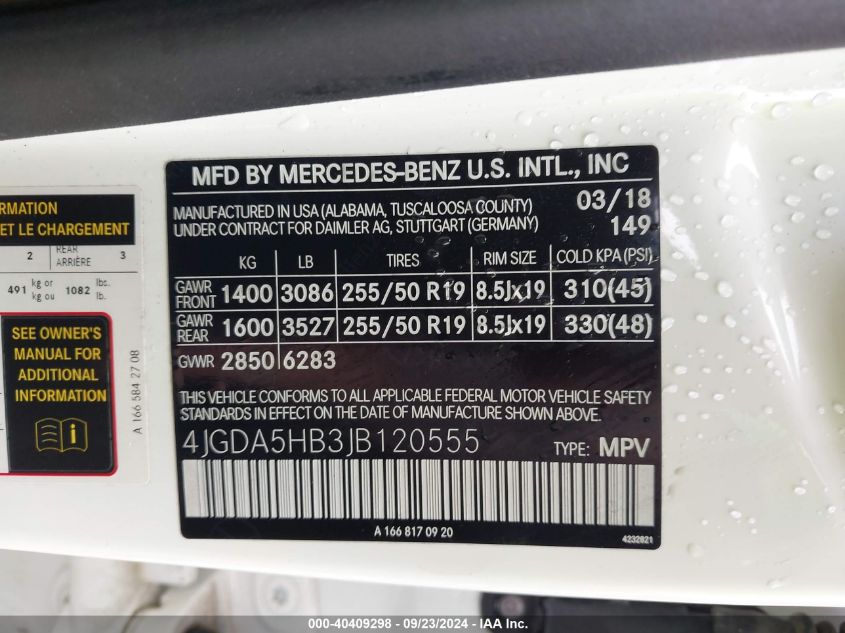 RMATION
ET LE CHARGEMENT
2 REAR ARRIÈRE 3
491 kg or kg ou 1082 lbs. lb.
SEE OWNER'S
MANUAL FOR
ADDITIONAL
INFORMATION
A 166 584 27 08
MFD BY MERCEDES-BENZ U.S. INTL., INC
MANUFACTURED IN USA (ALABAMA, TUSCALOOSA COUNTY) 03/18
UNDER CONTRACT FOR DAIMLER AG, STUTTGART (GERMANY) 149
KG LB TIRES RIM SIZE COLD KPA (PSI)
GAWR FRONT 1400 3086 255/50 R19 8.5Jx19 310(45)
GAWR REAR 1600 3527 255/50 R19 8.5Jx19 330(48)
GVWR 2850 6283
THIS VEHICLE CONFORMS TO ALL APPLICABLE FEDERAL MOTOR VEHICLE SAFETY
STANDARDS IN EFFECT ON THE DATE OF MANUFACTURE SHOWN ABOVE.
4JGDA5HB3JB120555 TYPE: MPV
A 166 817 09 20
4232821
000-40409298 - 09/23/2024 - IAA Inc.